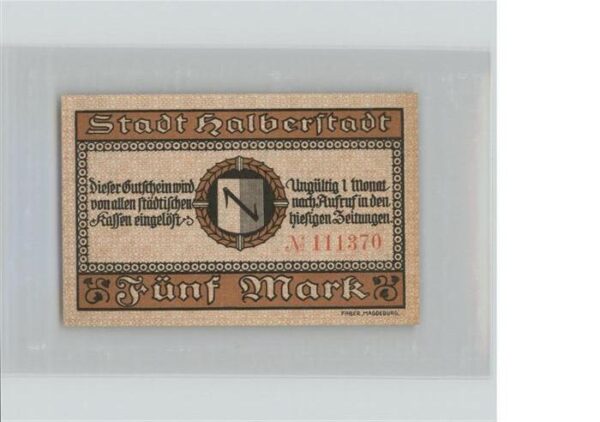 Stadt Halberstadt
Dieser Gutschein wird
von allen städtischen
Kassen eingelöst
Ungültig 1 Monat
nach Aufruf in den
hiesigen Zeitungen.
№ 111370
Fünf Mark
FABER, MAGDEBURG.